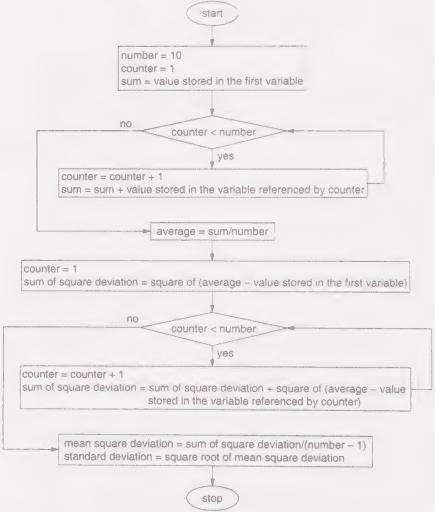 start
number = 10
counter = 1
sum = value stored in the first variable
no
counter < number
yes
counter = counter + 1
sum = sum + value stored in the variable referenced by counter
average = sum/number
counter = 1
sum of square deviation = square of (average − value stored in the first variable)
no
counter < number
yes
counter = counter + 1
sum of square deviation = sum of square deviation + square of (average − value
stored in the variable referenced by counter)
mean square deviation = sum of square deviation/(number − 1)
standard deviation = square root of mean square deviation
stop